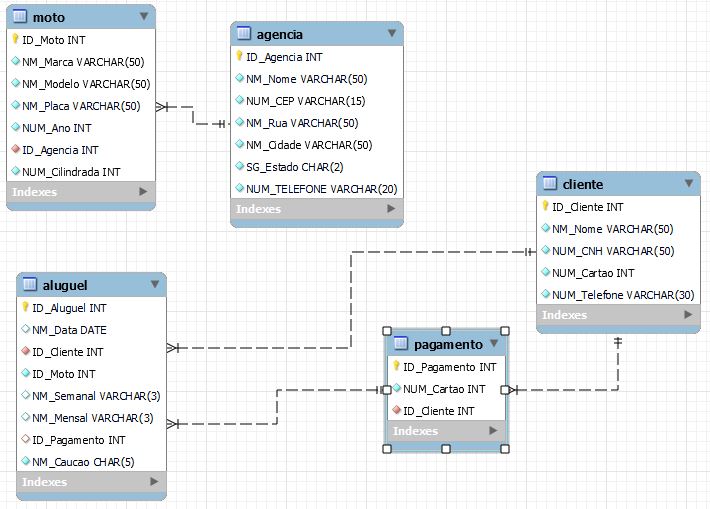 moto
ID_Moto INT
NM_Marca VARCHAR(50)
NM_Modelo VARCHAR(50)
NM_Placa VARCHAR(50)
NUM_Ano INT
ID_Agencia INT
NUM_Cilindrada INT
Indexes
agencia
ID_Agencia INT
NM_Nome VARCHAR(50)
NUM_CEP VARCHAR(15)
NM_Rua VARCHAR(50)
NM_Cidade VARCHAR(50)
SG_Estado CHAR(2)
NUM_TELEFONE VARCHAR(20)
Indexes
cliente
ID_Cliente INT
NM_Nome VARCHAR(50)
NUM_CNH VARCHAR(50)
NUM_Cartao INT
NUM_Telefone VARCHAR(30)
Indexes
aluguel
ID_Aluguel INT
NM_Data DATE
ID_Cliente INT
ID_Moto INT
NM_Semanal VARCHAR(3)
NM_Mensal VARCHAR(3)
ID_Pagamento INT
NM_Caucao CHAR(5)
Indexes
pagamento
ID_Pagamento INT
NUM_Cartao INT
ID_Cliente INT
Indexes